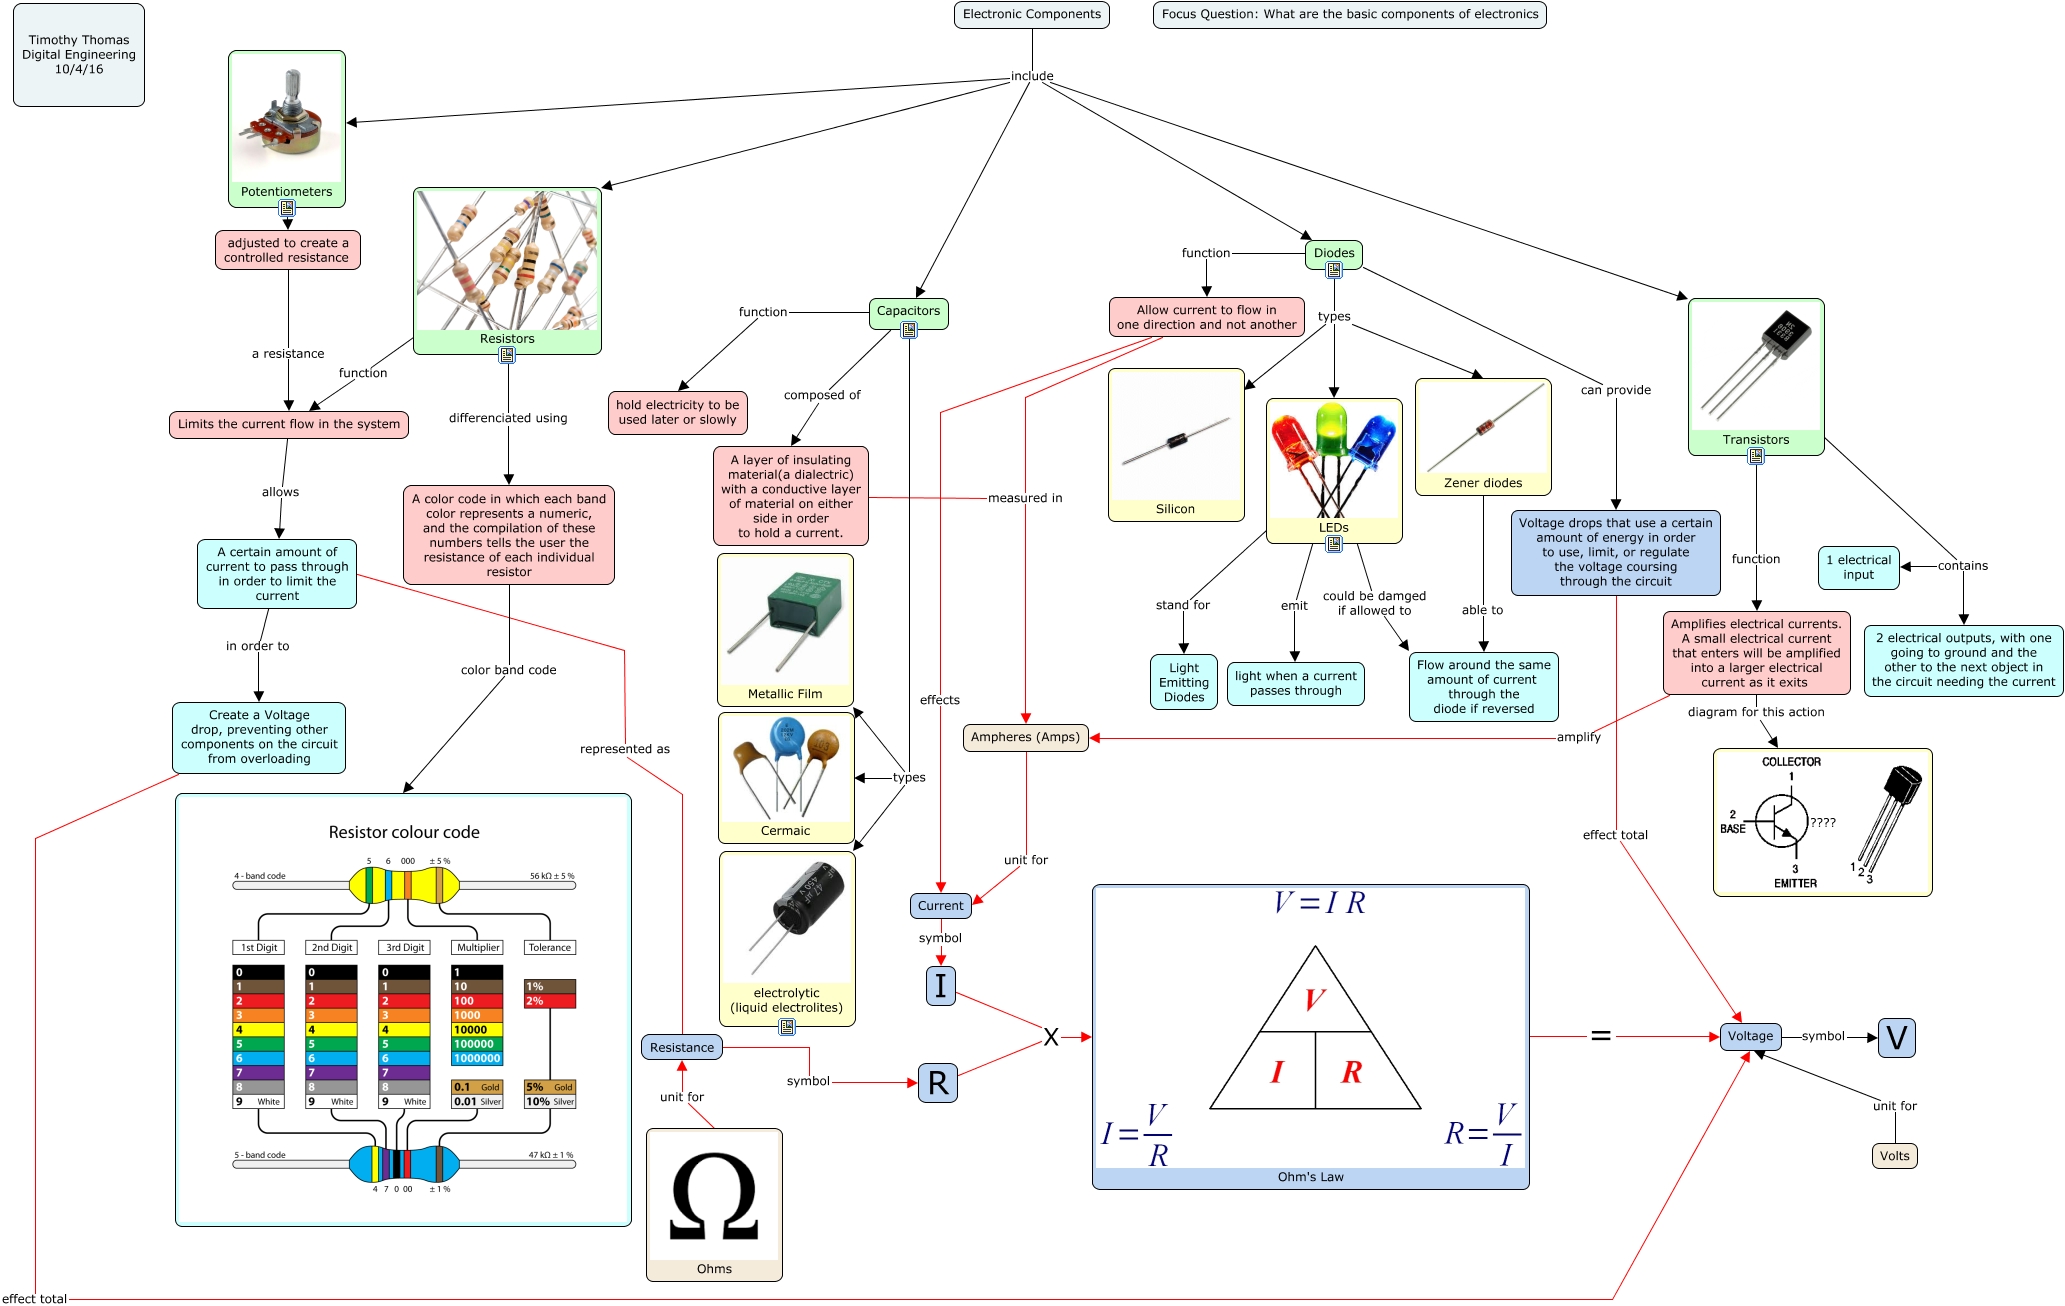 Electronic Components
Focus Question: What are the basic components of electronics
Timothy Thomas
Digital Engineering
10/4/16
include
Potentiometers
adjusted to create a
controlled resistance
a resistance
Resistors
function
Limits the current flow in the system
differenciated using
allows
A color code in which each band
color represents a numeric,
and the compilation of these
numbers tells the user the
resistance of each individual
resistor
A certain amount of
current to pass through
in order to limit the
current
in order to
color band code
Create a Voltage
drop, preventing other
components on the circuit
from overloading
represented as
Resistor colour code
5 6 000 ± 5 %
4 - band code
56 kΩ ± 5 %
1st Digit 2nd Digit 3rd Digit Multiplier Tolerance
0 0 0 1
1 1 1 10 1%
2 2 2 100 2%
3 3 3 1000
4 4 4 10000
5 5 5 100000
6 6 6 1000000
7 7 7
8 8 8 0.1 Gold 5% Gold
9 White 9 White 9 White 0.01 Silver 10% Silver
5 - band code
47 kΩ ± 1 %
4 7 0 00 ± 1 %
effect total
Capacitors
function
hold electricity to be
used later or slowly
composed of
A layer of insulating
material(a dialectric)
with a conductive layer
of material on either
side in order
to hold a current.
measured in
Metallic Film
Cermaic
types
103
47µF
450V
electrolytic
(liquid electrolites)
Diodes
function
Allow current to flow in
one direction and not another
types
can provide
Silicon
LEDs
Zener diodes
stand for
emit
could be damged
if allowed to
able to
Light
Emitting
Diodes
light when a current
passes through
Flow around the same
amount of current
through the
diode if reversed
Voltage drops that use a certain
amount of energy in order
to use, limit, or regulate
the voltage coursing
through the circuit
Transistors
function
contains
1 electrical
input
2 electrical outputs, with one
going to ground and the
other to the next object in
the circuit needing the current
Amplifies electrical currents.
A small electrical current
that enters will be amplified
into a larger electrical
current as it exits
diagram for this action
amplify
COLLECTOR
1
2
BASE
????
3
EMITTER
1 2 3
effects
Ampheres (Amps)
unit for
Current
symbol
I
Resistance
symbol
R
unit for
Ω
Ohms
X
V=I R
V
I R
I=V/R
R=V/I
Ohm's Law
=
effect total
Voltage
symbol
V
unit for
Volts